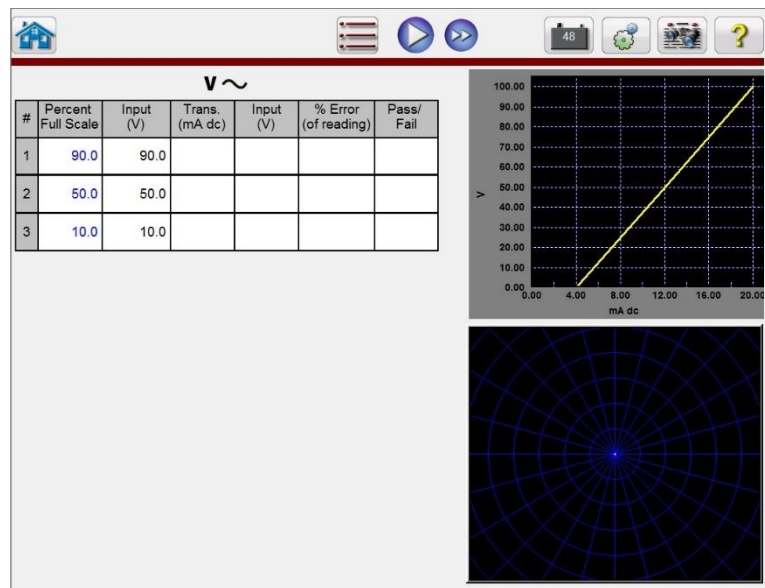 48
?
V ~
# Percent Full Scale Input (V) Trans. (mA dc) Input (V) % Error (of reading) Pass/ Fail
1 90.0 90.0
2 50.0 50.0
3 10.0 10.0
100.00
90.00
80.00
70.00
60.00
50.00
40.00
30.00
20.00
10.00
0.00
V
0.00 4.00 8.00 12.00 16.00 20.00
mA dc